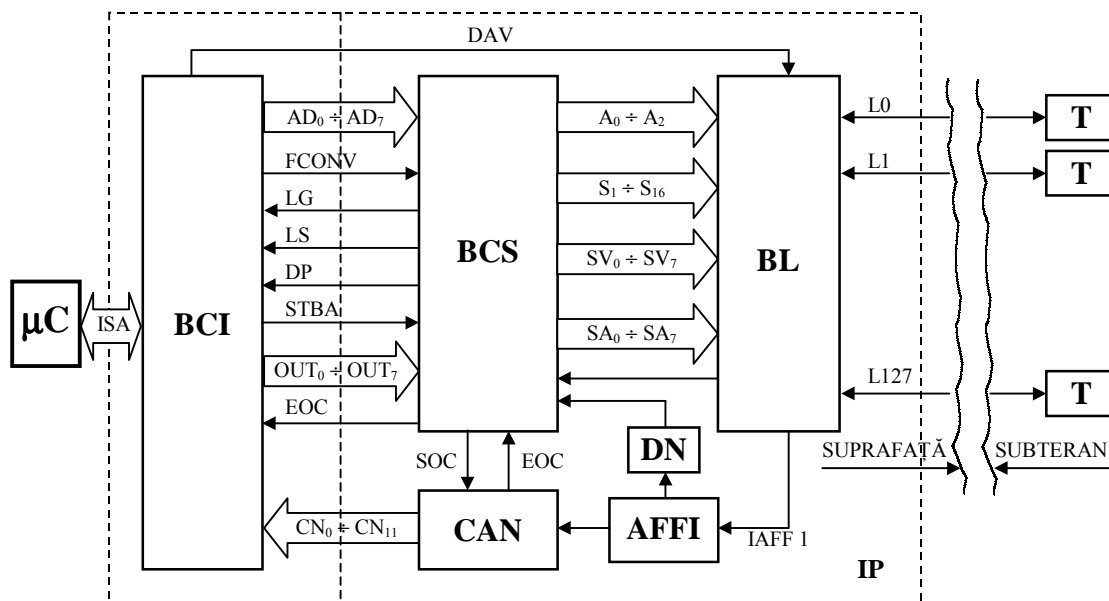 DAV
AD₀ ÷ AD₇
A₀ ÷ A₂
L0
T
FCONV
L1
T
LG
S₁ ÷ S₁₆
LS
BCS
BL
DP
SV₀ ÷ SV₇
μC
ISA
BCI
STBA
SA₀ ÷ SA₇
OUT₀ ÷ OUT₇
L127
T
EOC
SOC
EOC
DN
SUPRAFAȚĂ
SUBTERAN
CN₀ ÷ CN₁₁
CAN
AFFI
IAFF 1
IP